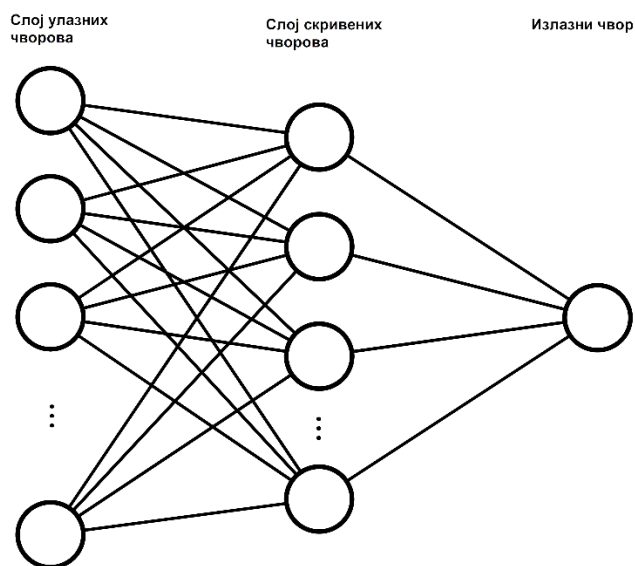 Слој улазних
чворова
Слој скривених
чворова
Излазни чвор